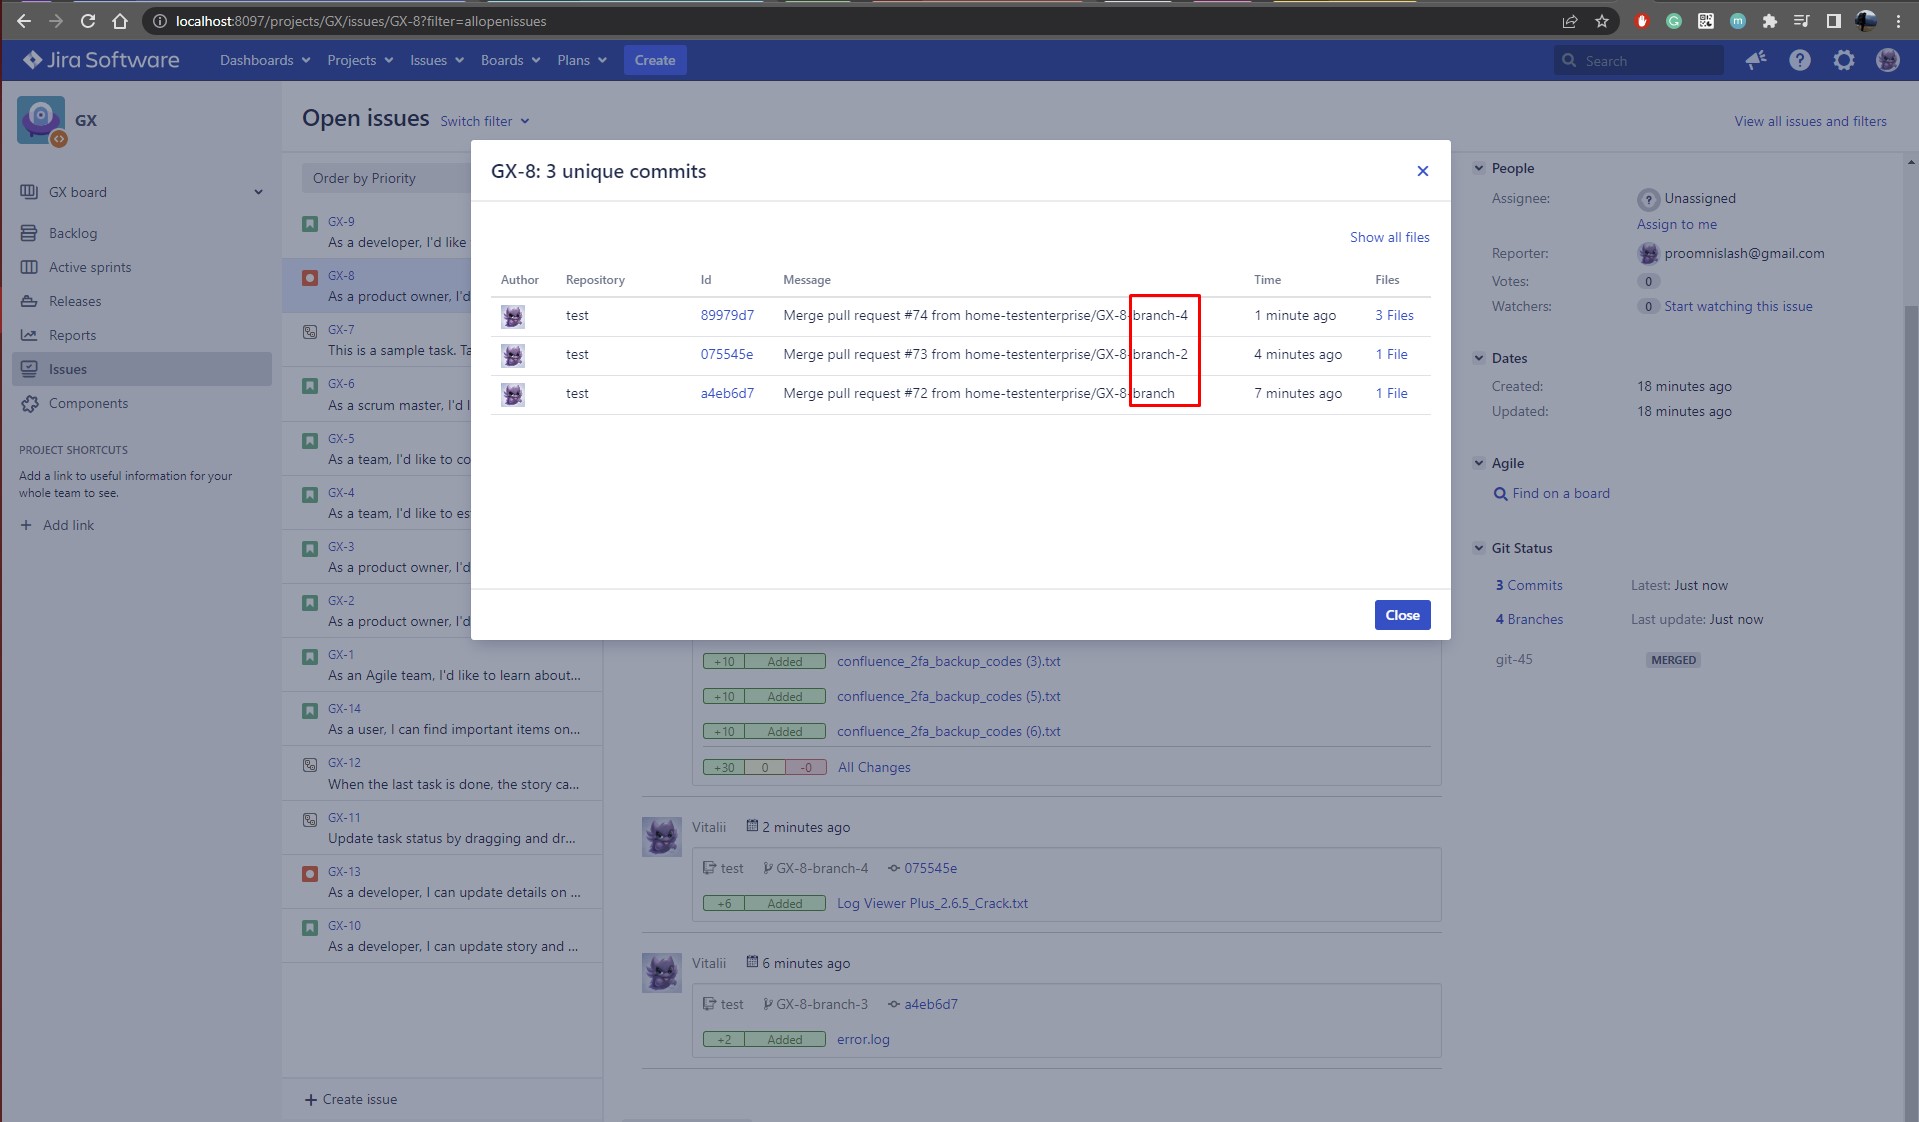 localhost:8097/projects/GX/issues/GX-8?filter=allopenissues
Jira Software
Dashboards
Projects
Issues
Boards
Plans
Create
Search
GX
GX board
Backlog
Active sprints
Releases
Reports
Issues
Components
PROJECT SHORTCUTS
Add a link to useful information for your
whole team to see.
+ Add link
Open issues Switch filter
View all issues and filters
Order by Priority
GX-9
As a developer, I'd like
GX-8
As a product owner, I'd
GX-7
This is a sample task. Ta
GX-6
As a scrum master, I'd l
GX-5
As a team, I'd like to co
GX-4
As a team, I'd like to es
GX-3
As a product owner, I'd
GX-2
As a product owner, I'd
GX-1
As an Agile team, I'd like to learn about...
GX-14
As a user, I can find important items on...
GX-12
When the last task is done, the story ca...
GX-11
Update task status by dragging and dr...
GX-13
As a developer, I can update details on ...
GX-10
As a developer, I can update story and ...
+ Create issue
GX-8: 3 unique commits
Show all files
Author Repository Id Message Time Files
test 89979d7 Merge pull request #74 from home-testenterprise/GX-8-branch-4 1 minute ago 3 Files
test 075545e Merge pull request #73 from home-testenterprise/GX-8-branch-2 4 minutes ago 1 File
test a4eb6d7 Merge pull request #72 from home-testenterprise/GX-8-branch 7 minutes ago 1 File
Close
+10 Added confluence_2fa_backup_codes (3).txt
+10 Added confluence_2fa_backup_codes (5).txt
+10 Added confluence_2fa_backup_codes (6).txt
+30 0 -0 All Changes
Vitalii 2 minutes ago
test GX-8-branch-4 075545e
+6 Added Log Viewer Plus_2.6.5_Crack.txt
Vitalii 6 minutes ago
test GX-8-branch-3 a4eb6d7
+2 Added error.log
People
Assignee: Unassigned
Assign to me
Reporter: proomnislash@gmail.com
Votes: 0
Watchers: 0 Start watching this issue
Dates
Created: 18 minutes ago
Updated: 18 minutes ago
Agile
Find on a board
Git Status
3 Commits Latest: Just now
4 Branches Last update: Just now
git-45 MERGED